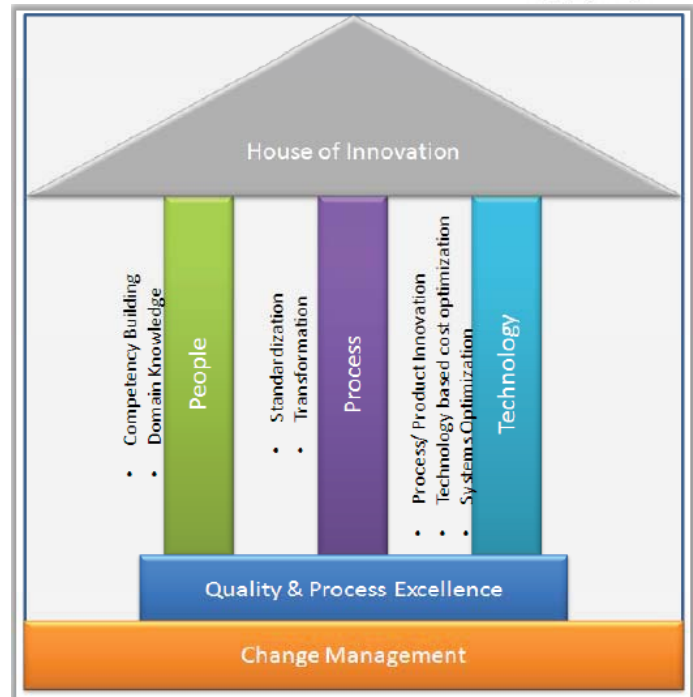 House of Innovation
• Competency Building
• Domain Knowledge
People
• Standardization
• Transformation
Process
• Process/ Product Innovation
• Technology based cost optimization
• Systems Optimization
Technology
Quality & Process Excellence
Change Management